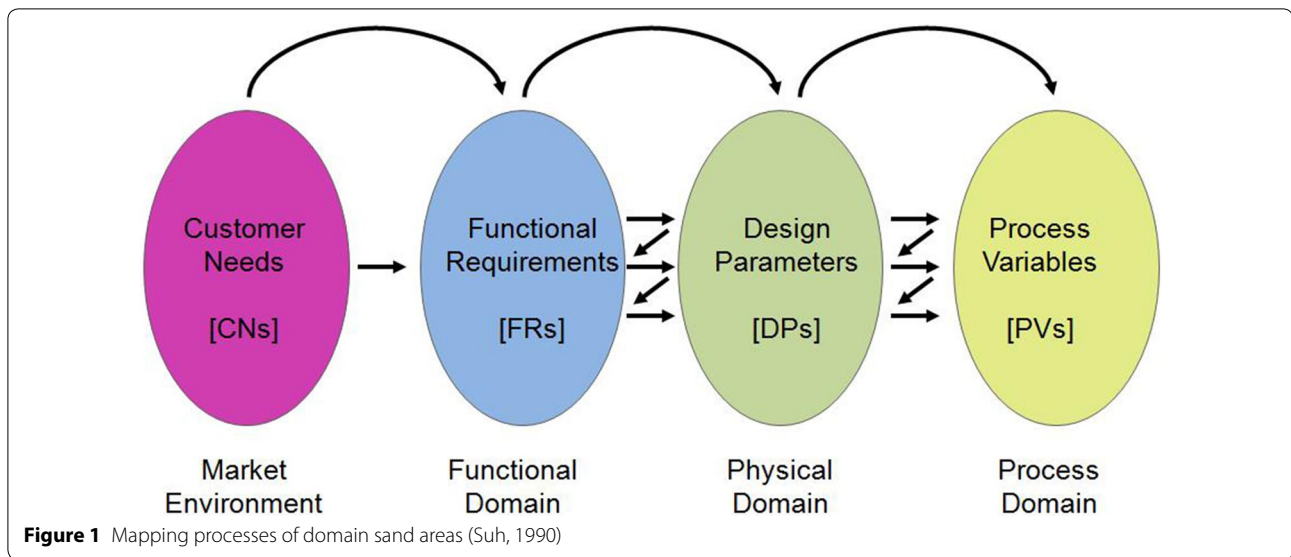 Customer
Needs
[CNs]
Functional
Requirements
[FRs]
Design
Parameters
[DPs]
Process
Variables
[PVs]
Market
Environment
Functional
Domain
Physical
Domain
Process
Domain
Figure 1 Mapping processes of domain sand areas (Suh, 1990)